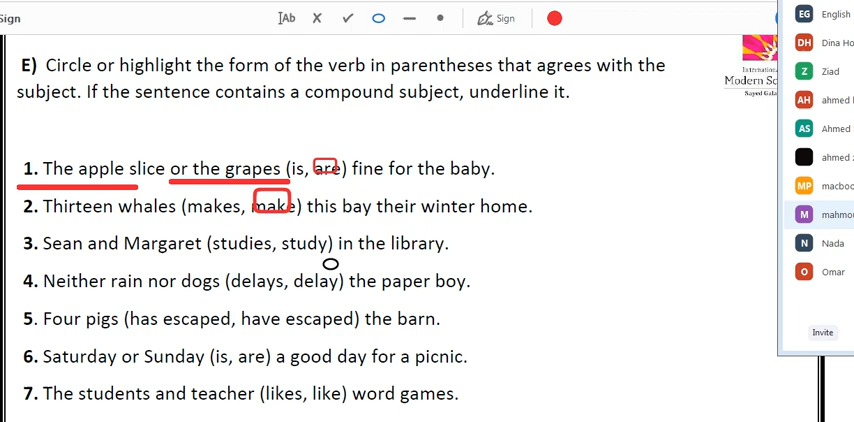 Sign
Ab
Sign
E) Circle or highlight the form of the verb in parentheses that agrees with the
subject. If the sentence contains a compound subject, underline it.
Internationa
Modern Sc
Sayed Gala
1. The apple slice or the grapes (is, are) fine for the baby.
2. Thirteen whales (makes, make) this bay their winter home.
3. Sean and Margaret (studies, study) in the library.
4. Neither rain nor dogs (delays, delay) the paper boy.
5. Four pigs (has escaped, have escaped) the barn.
6. Saturday or Sunday (is, are) a good day for a picnic.
7. The students and teacher (likes, like) word games.
EG English
DH Dina Ho
Z Ziad
AH ahmed
AS Ahmed
ahmed
MP macboo
M mahmou
N Nada
O Omar
Invite